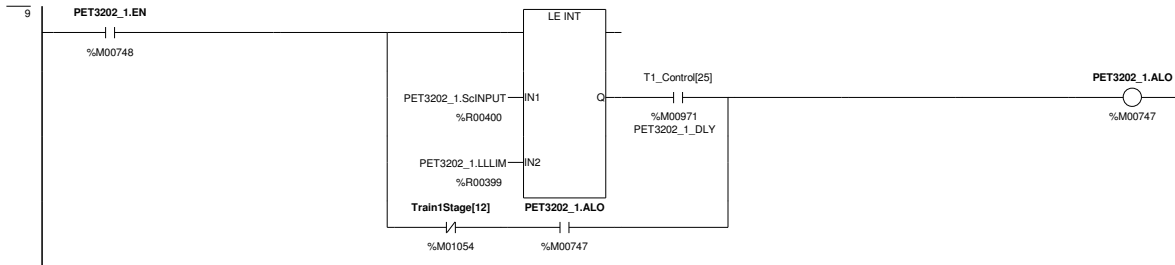 9
PET3202_1.EN
%M00748
LE INT
PET3202_1.ScINPUT
IN1
Q
%R00400
T1_Control[25]
%M00971
PET3202_1_DLY
PET3202_1.ALO
%M00747
PET3202_1.LLLIM
IN2
%R00399
Train1Stage[12]
%M01054
PET3202_1.ALO
%M00747